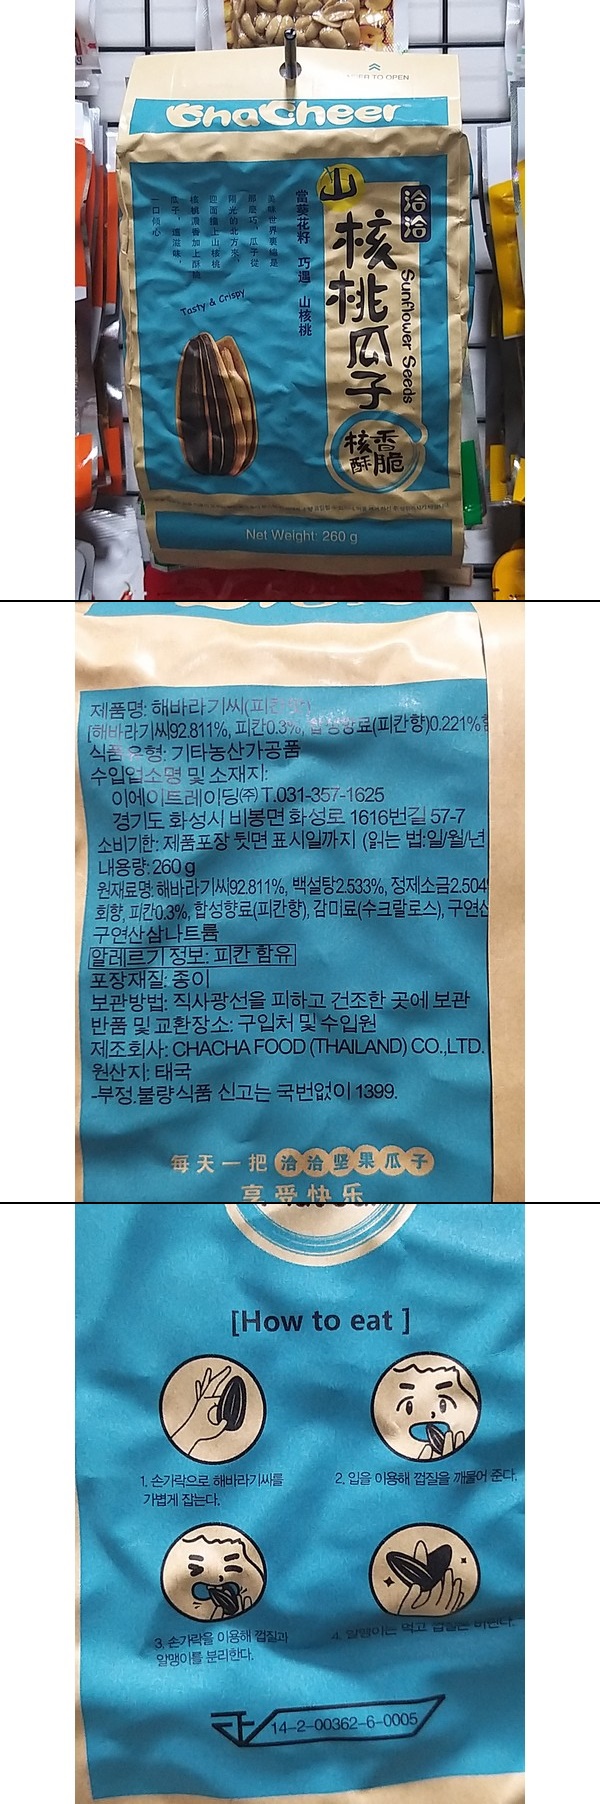 TO OPEN
ChaCheer
洽洽
山
核桃瓜子
Sunflower Seeds
當葵花籽 巧遇 山核桃
美味世界裏總是
那麼巧，瓜子從
陽光的北方來，
迎面撞上山核桃
核桃濃香加上酥脆
瓜子，這滋味，
一口傾心
Tasty & Crispy
香脆
核酥
Net Weight: 260 g
제품명: 해바라기씨(피칸향)
[해바라기씨92.811%, 피칸0.3%, 합성향료(피칸향)0.221%함
식품유형: 기타농산가공품
수입업소명 및 소재지:
이에이트레이딩㈜ T.031-357-1625
경기도 화성시 비봉면 화성로 1616번길 57-7
소비기한: 제품포장 뒷면 표시일까지 (읽는 법:일/월/년
내용량: 260 g
원재료명: 해바라기씨92.811%, 백설탕2.533%, 정제소금2.504%
회향, 피칸0.3%, 합성향료(피칸향), 감미료(수크랄로스), 구연산
구연산삼나트륨
알레르기 정보: 피칸 함유
포장재질: 종이
보관방법: 직사광선을 피하고 건조한 곳에 보관
반품 및 교환장소: 구입처 및 수입원
제조회사: CHACHA FOOD (THAILAND) CO.,LTD.
원산지: 태국
-부정.불량식품 신고는 국번없이 1399.
每天一把 洽洽坚果瓜子
享受快乐
[How to eat ]
1. 손가락으로 해바라기씨를
가볍게 잡는다.
2. 입을 이용해 껍질을 깨물어 준다.
3. 손가락을 이용해 껍질과
알맹이를 분리한다.
4. 알맹이는 먹고 껍질은 버린다.
14-2-00362-6-0005